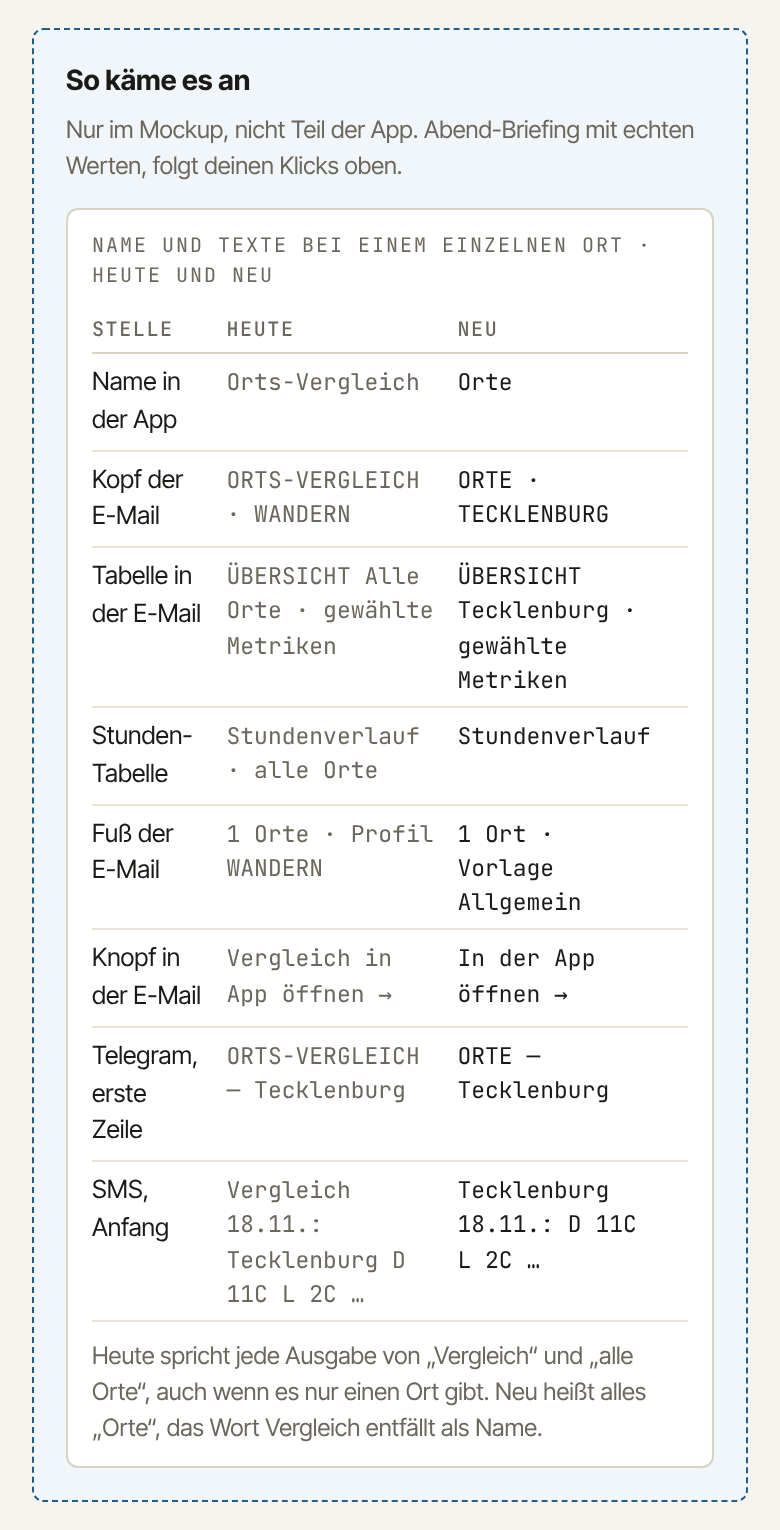 So käme es an
Nur im Mockup, nicht Teil der App. Abend-Briefing mit echten
Werten, folgt deinen Klicks oben.
NAME UND TEXTE BEI EINEM EINZELNEN ORT ·
HEUTE UND NEU
STELLE HEUTE NEU
Name in Orts-Vergleich Orte
der App
Kopf der ORTS-VERGLEICH ORTE ·
E-Mail · WANDERN TECKLENBURG
Tabelle in ÜBERSICHT Alle ÜBERSICHT
der E-Mail Orte · gewählte Tecklenburg ·
Metriken gewählte
Metriken
Stunden- Stundenverlauf Stundenverlauf
Tabelle · alle Orte
Fuß der 1 Orte · Profil 1 Ort ·
E-Mail WANDERN Vorlage
Allgemein
Knopf in Vergleich in In der App
der E-Mail App öffnen → öffnen →
Telegram, ORTS-VERGLEICH ORTE —
erste — Tecklenburg Tecklenburg
Zeile
SMS, Vergleich Tecklenburg
Anfang 18.11.: 18.11.: D 11C
Tecklenburg D L 2C …
11C L 2C …
Heute spricht jede Ausgabe von „Vergleich“ und „alle
Orte“, auch wenn es nur einen Ort gibt. Neu heißt alles
„Orte“, das Wort Vergleich entfällt als Name.